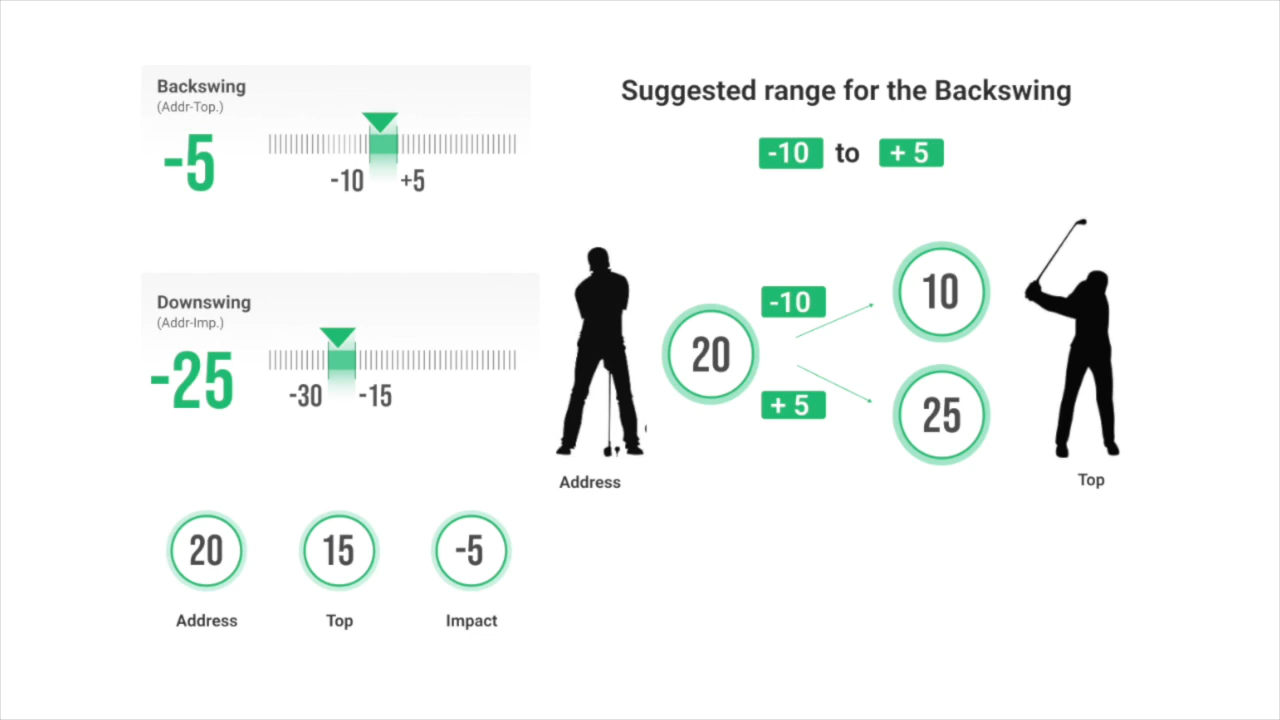 Backswing
(Addr-Top.)
-5
-10
+5
Downswing
(Addr-Imp.)
-25
-30
-15
20
15
-5
Address
Top
Impact
Suggested range for the Backswing
-10 to + 5
20
-10
+ 5
10
25
Address
Top